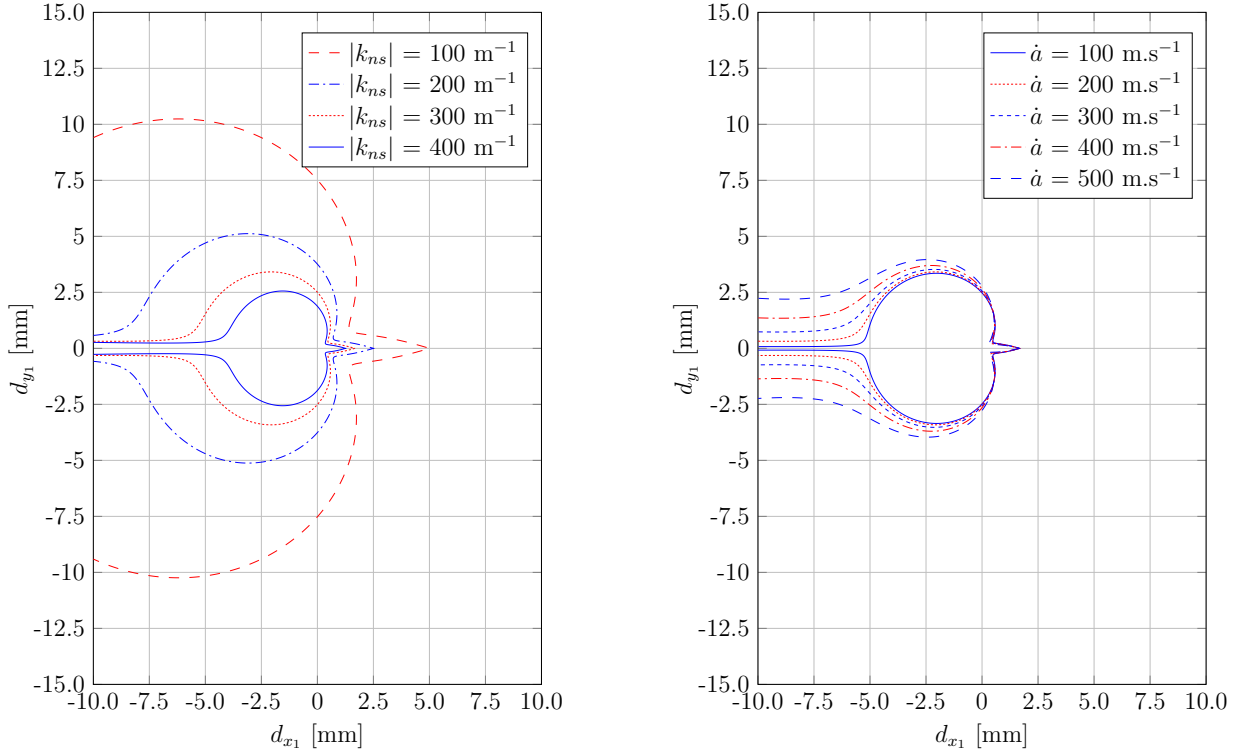 15.0
12.5
10
7.5
5
2.5
0
-2.5
-5
-7.5
-10
-12.5
-15.0
-10.0 -7.5 -5.0 -2.5 0 2.5 5.0 7.5 10.0
d_{x_1} [mm]
d_{y_1} [mm]
|k_{ns}| = 100 m⁻¹
|k_{ns}| = 200 m⁻¹
|k_{ns}| = 300 m⁻¹
|k_{ns}| = 400 m⁻¹
15.0
12.5
10
7.5
5
2.5
0
-2.5
-5
-7.5
-10
-12.5
-15.0
-10.0 -7.5 -5.0 -2.5 0 2.5 5.0 7.5 10.0
d_{x_1} [mm]
d_{y_1} [mm]
ȧ = 100 m.s⁻¹
ȧ = 200 m.s⁻¹
ȧ = 300 m.s⁻¹
ȧ = 400 m.s⁻¹
ȧ = 500 m.s⁻¹